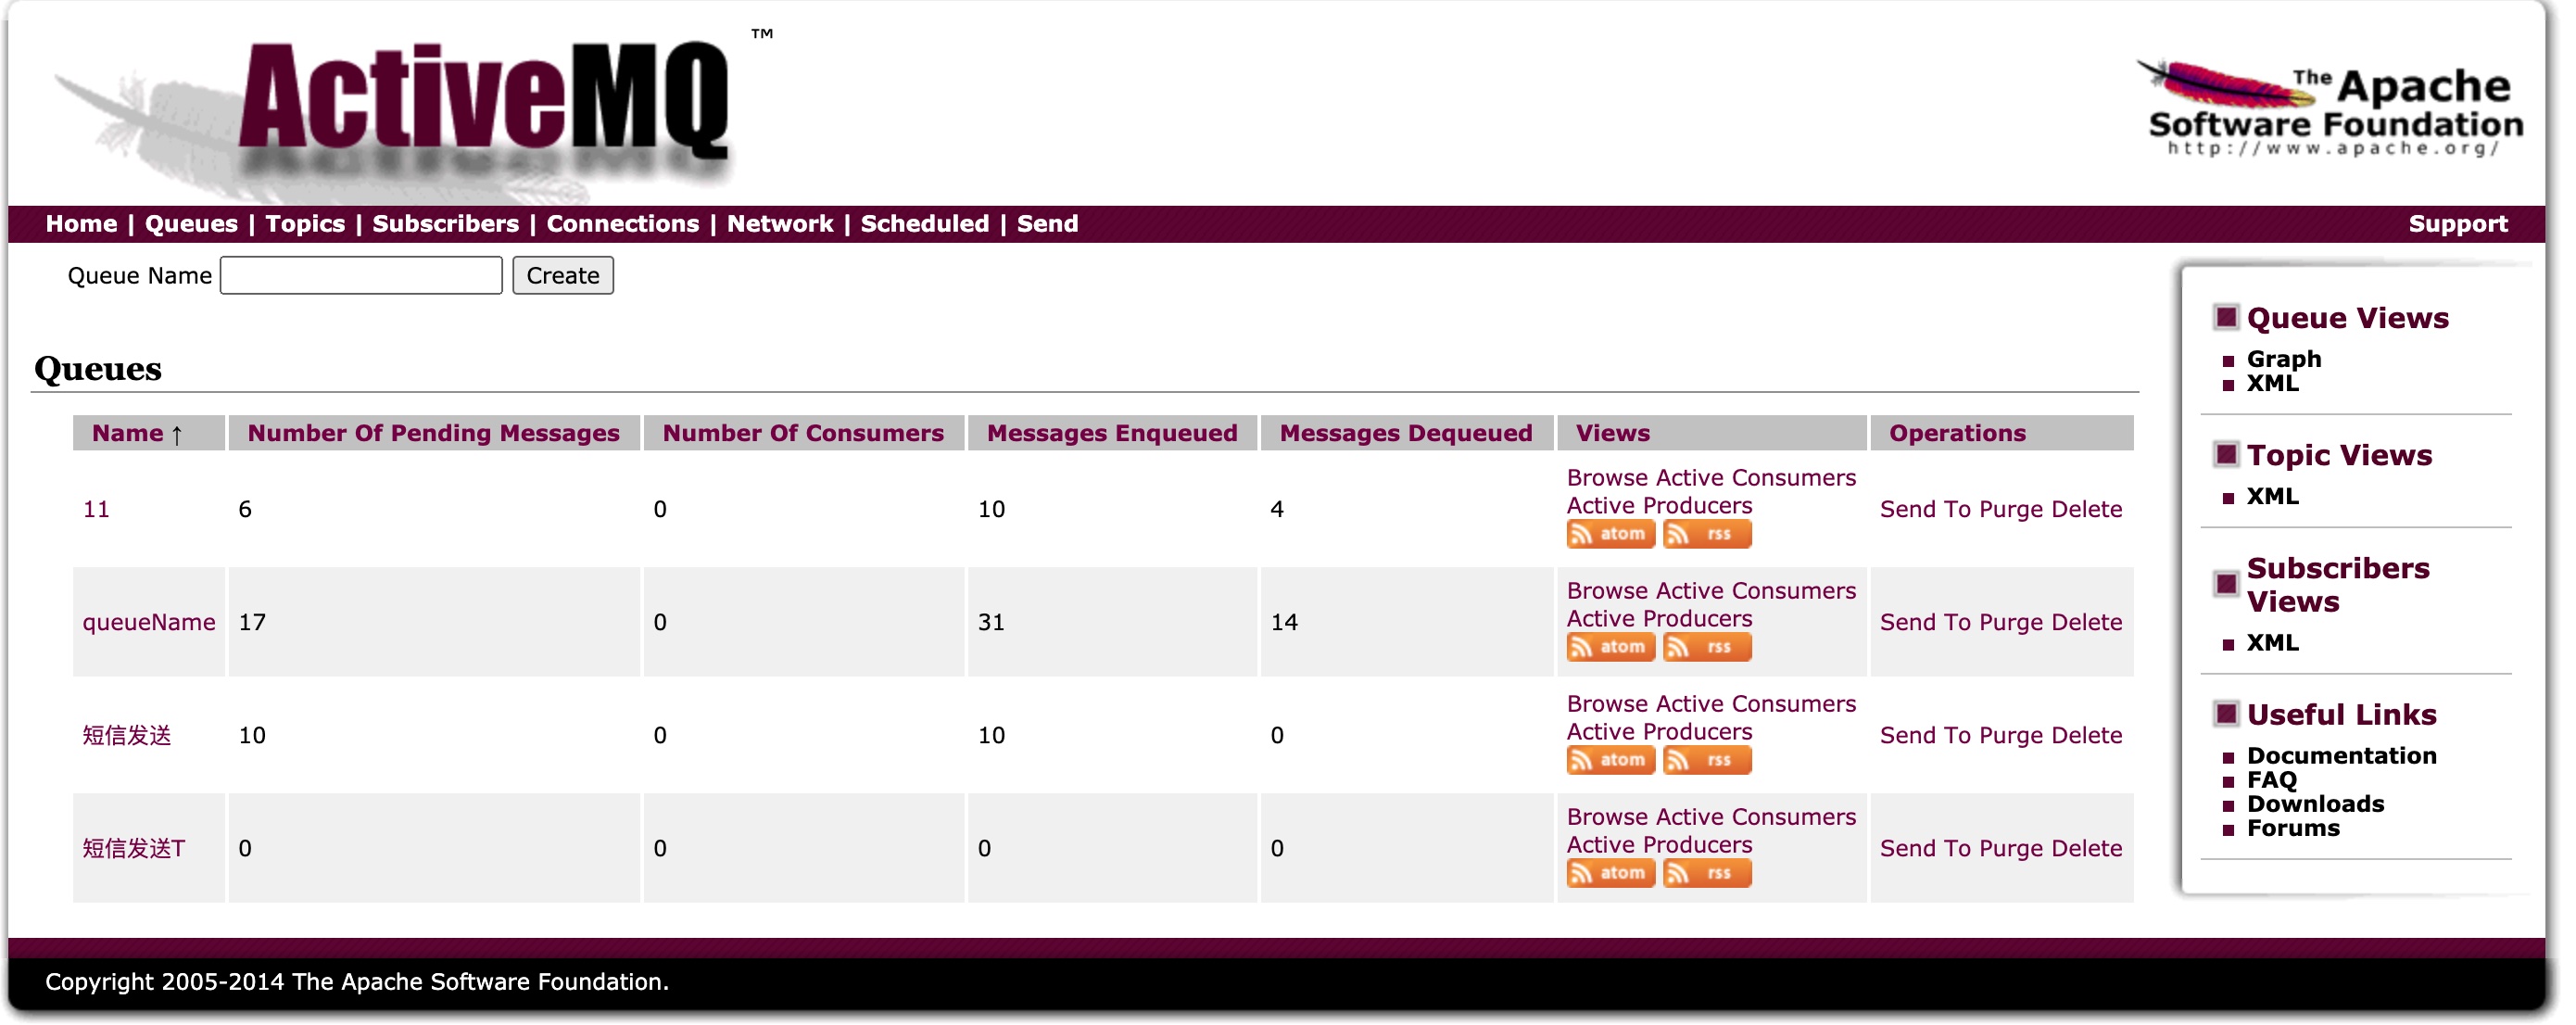 ActiveMQ ™
The Apache
Software Foundation
http://www.apache.org/
Home | Queues | Topics | Subscribers | Connections | Network | Scheduled | Send
Support
Queue Name Create
Queues
Name ↑ Number Of Pending Messages Number Of Consumers Messages Enqueued Messages Dequeued Views Operations
11 6 0 10 4 Browse Active Consumers
Active Producers
atom rss
Send To Purge Delete
queueName 17 0 31 14 Browse Active Consumers
Active Producers
atom rss
Send To Purge Delete
短信发送 10 0 10 0 Browse Active Consumers
Active Producers
atom rss
Send To Purge Delete
短信发送T 0 0 0 0 Browse Active Consumers
Active Producers
atom rss
Send To Purge Delete
Queue Views
Graph
XML
Topic Views
XML
Subscribers
Views
XML
Useful Links
Documentation
FAQ
Downloads
Forums
Copyright 2005-2014 The Apache Software Foundation.